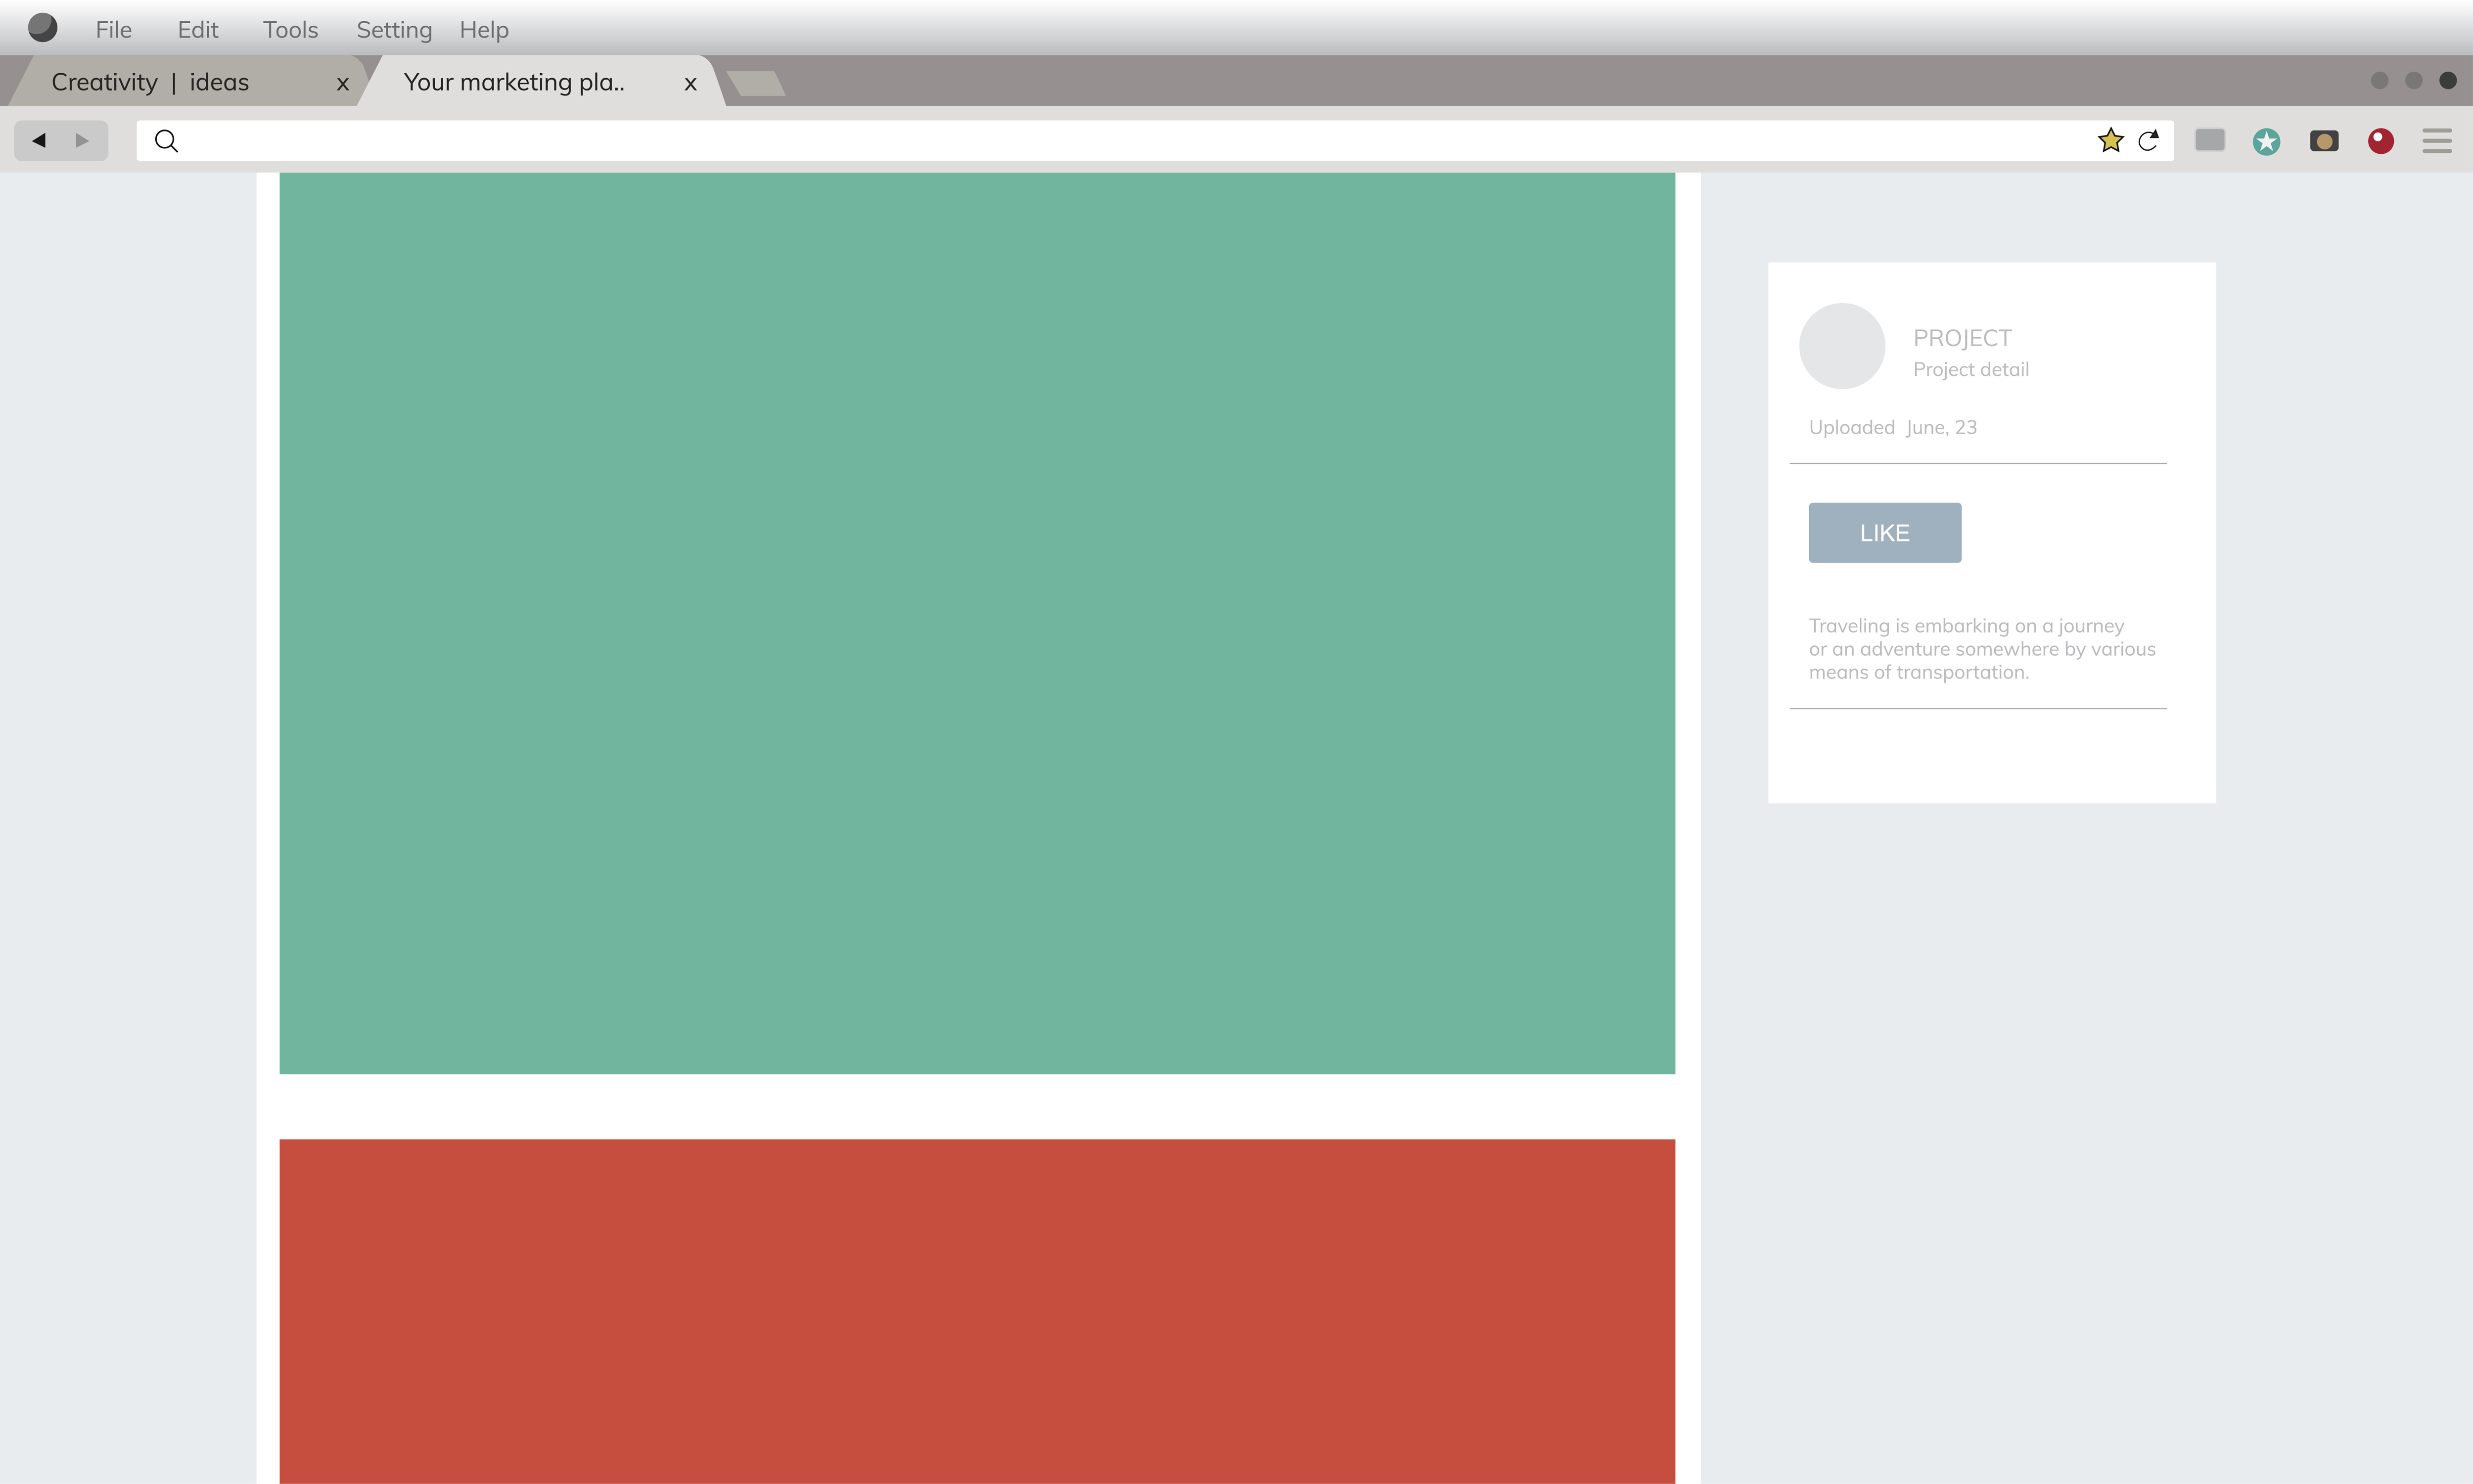 File Edit Tools Setting Help
Creativity | ideas x Your marketing pla.. x
PROJECT
Project detail
Uploaded June, 23
LIKE
Traveling is embarking on a journey
or an adventure somewhere by various
means of transportation.